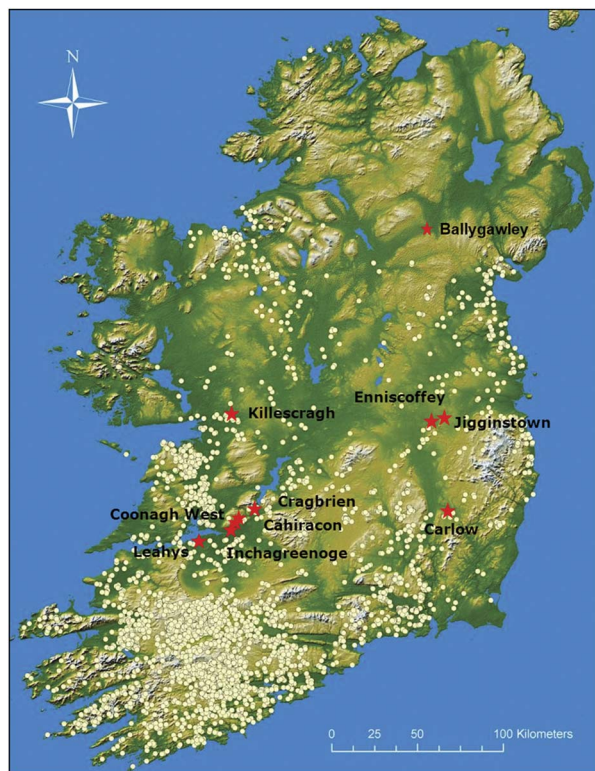 N
Ballygawley
Enniscoffey
Killescragh
Jigginstown
Cragbrien
Coonagh West
Cahiracon
Carlow
Leahys
Inchagreenoge
0 25 50 100 Kilometers